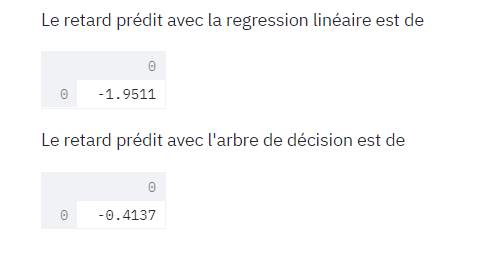 Le retard prédit avec la regression linéaire est de
0
0 -1.9511
Le retard prédit avec l'arbre de décision est de
0
0 -0.4137